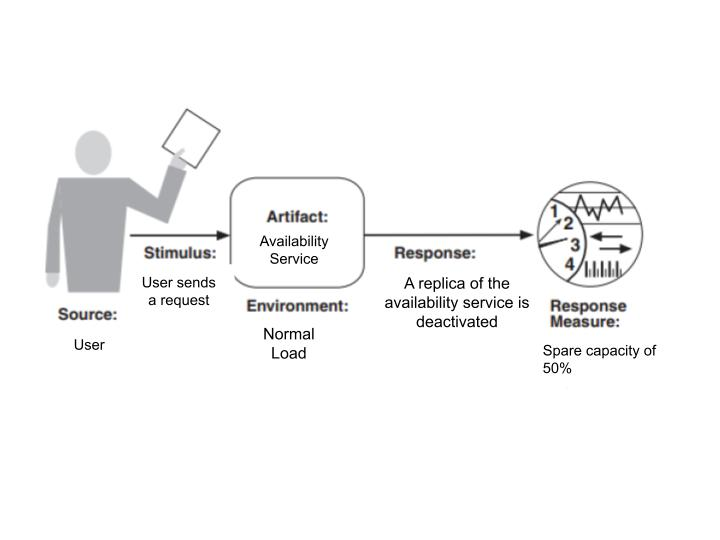 Artifact:
Availability
Service
Stimulus:
User sends
a request
Source:
User
Environment:
Normal
Load
Response:
A replica of the
availability service is
deactivated
1
2
3
4
Response
Measure:
Spare capacity of
50%